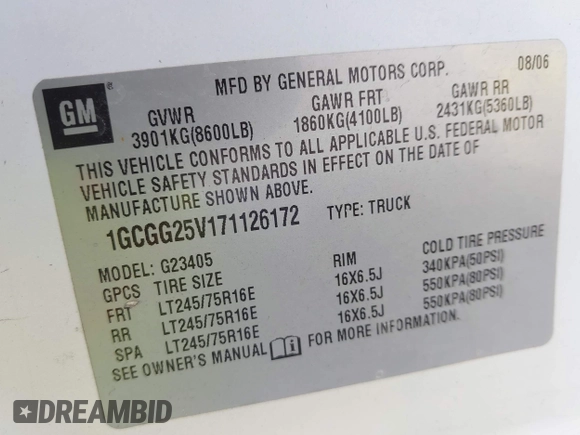 MFD BY GENERAL MOTORS CORP. 08/06
GM
GVWR GAWR FRT GAWR RR
3901KG(8600LB) 1860KG(4100LB) 2431KG(5360LB)
THIS VEHICLE CONFORMS TO ALL APPLICABLE U.S. FEDERAL MOTOR
VEHICLE SAFETY STANDARDS IN EFFECT ON THE DATE OF
MANUFACTURE SHOWN ABOVE.
1GCGG25V171126172 TYPE: TRUCK
MODEL: G23405
GPCS TIRE SIZE RIM COLD TIRE PRESSURE
FRT LT245/75R16E 16X6.5J 340KPA(50PSI)
RR LT245/75R16E 16X6.5J 550KPA(80PSI)
SPA LT245/75R16E 16X6.5J 550KPA(80PSI)
SEE OWNER'S MANUAL i FOR MORE INFORMATION.
DREAMBID